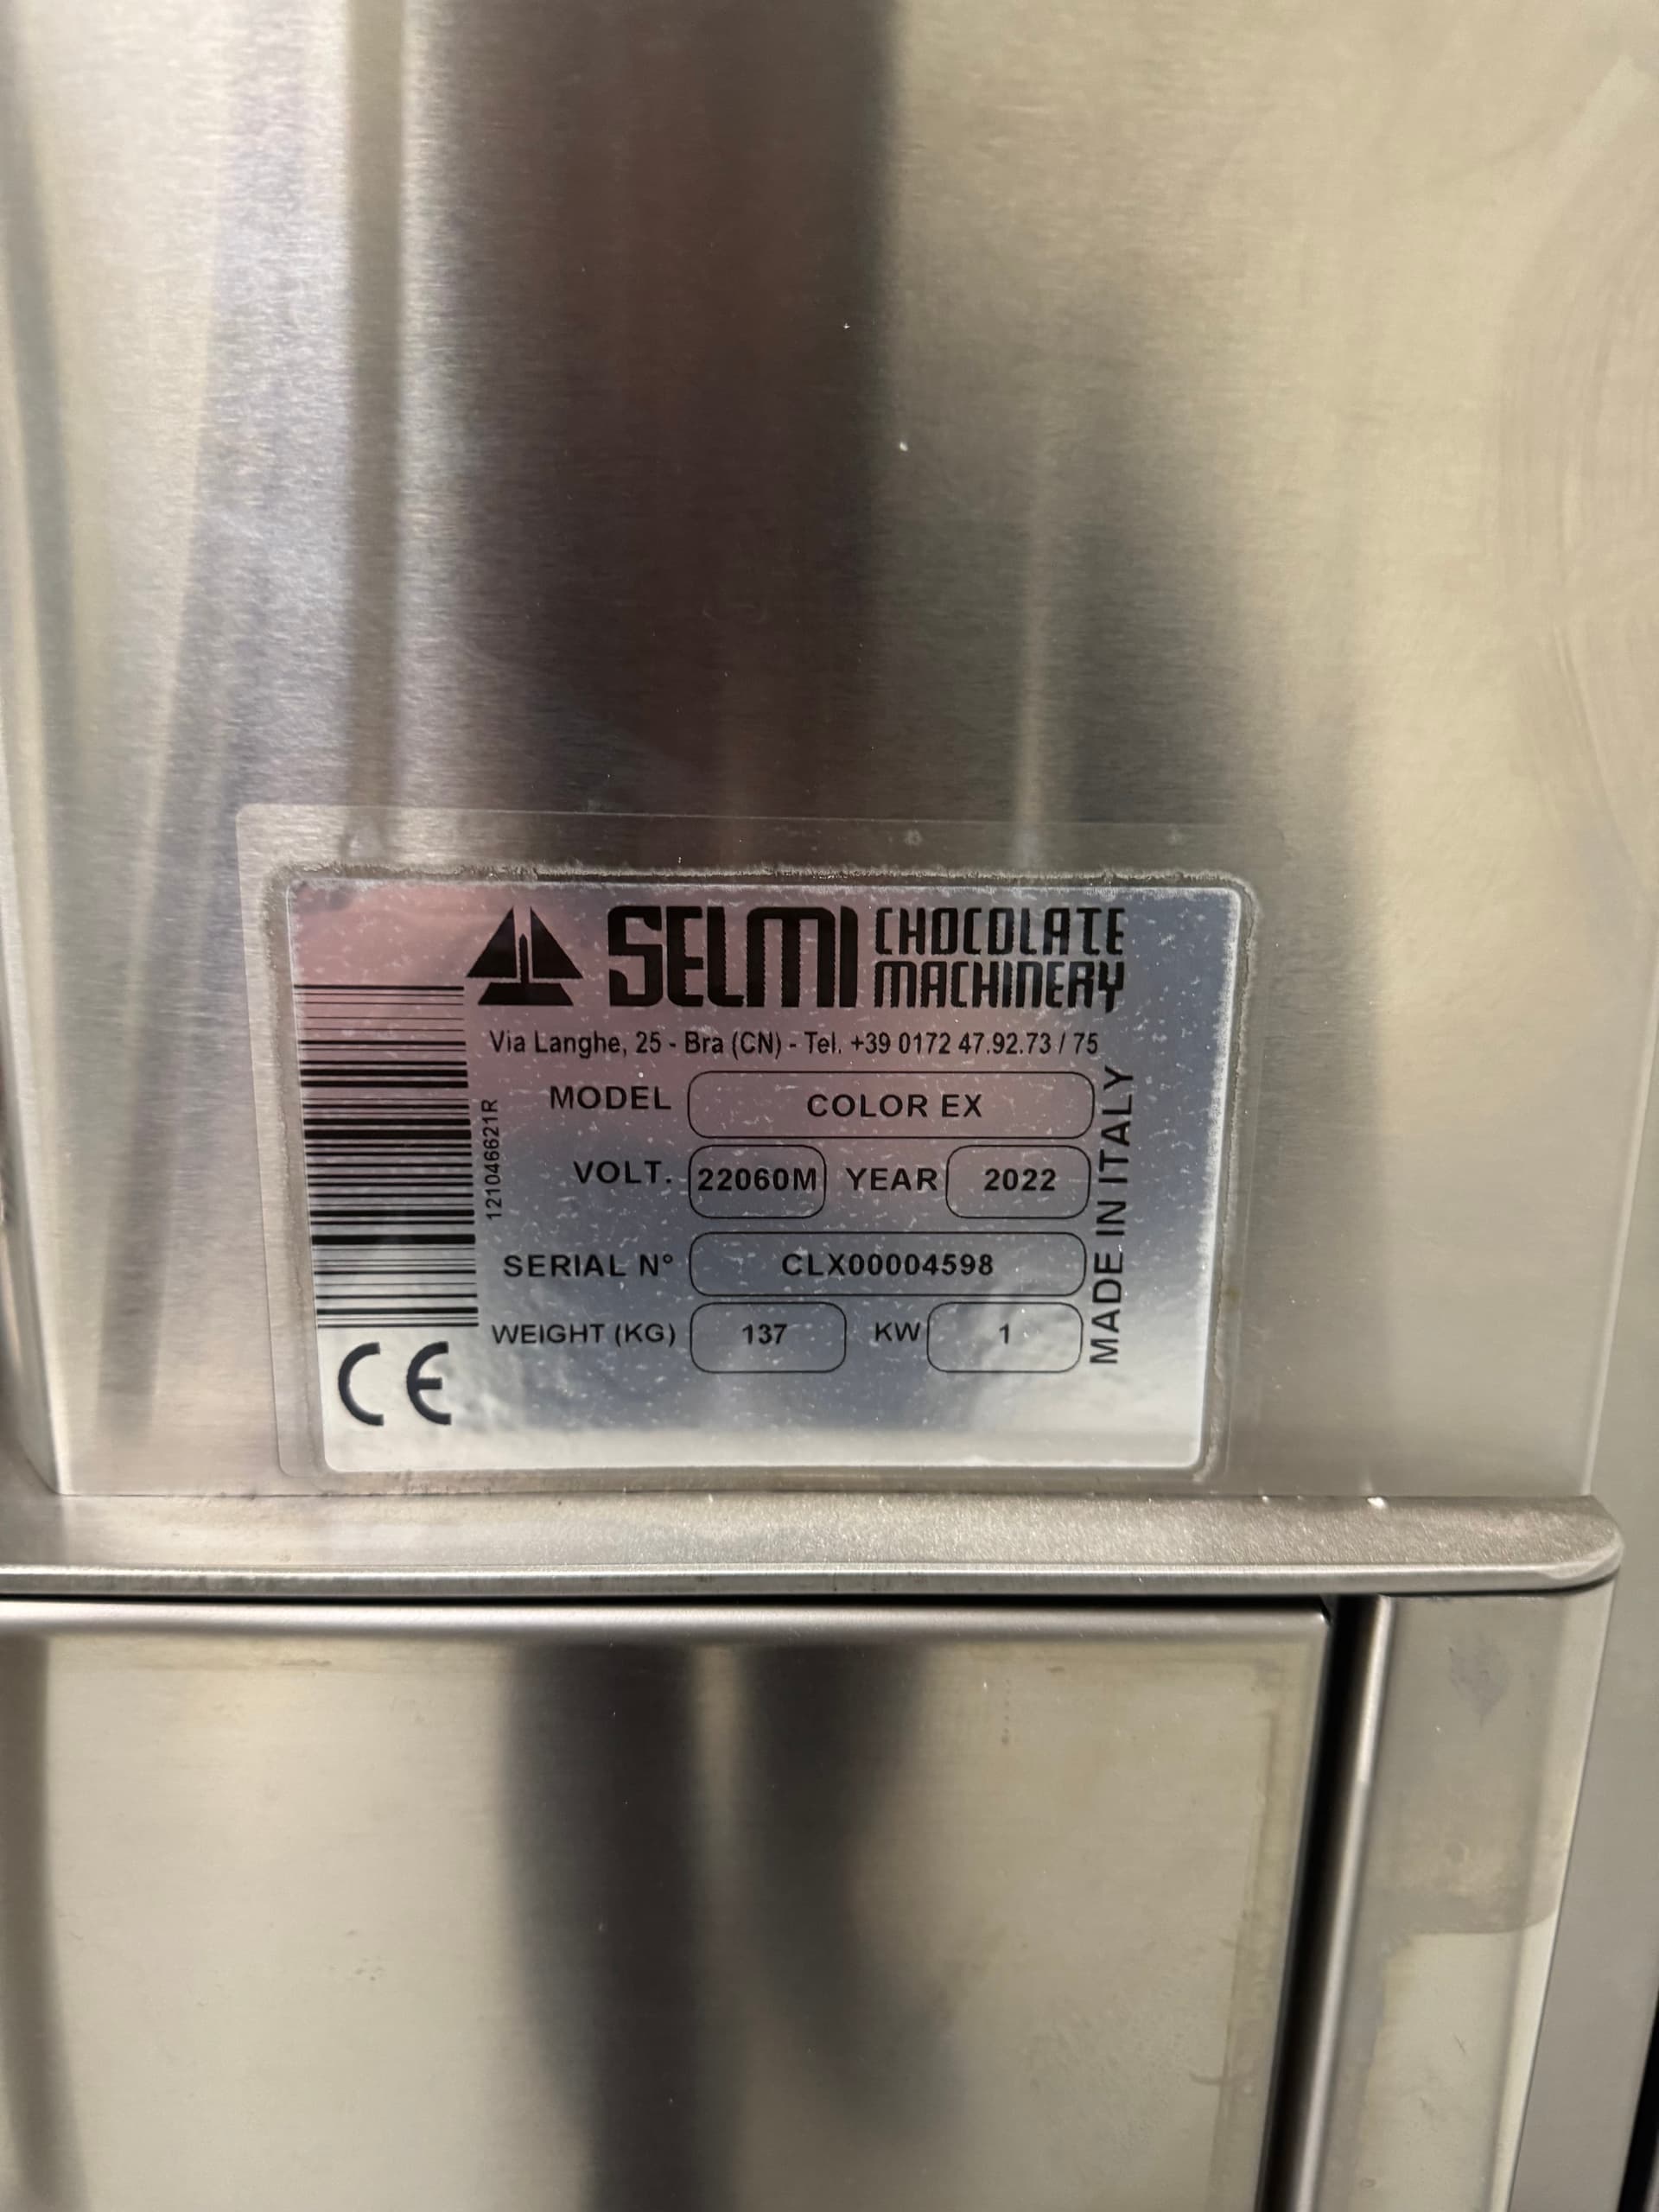 SELMI CHOCOLATE MACHINERY
Via Langhe, 25 - Bra (CN) - Tel. +39 0172 47.92.73 / 75
MODEL COLOR EX
VOLT. 22060M YEAR 2022
SERIAL N° CLX00004598
WEIGHT (KG) 137 KW 1
MADE IN ITALY
121046621R
CE